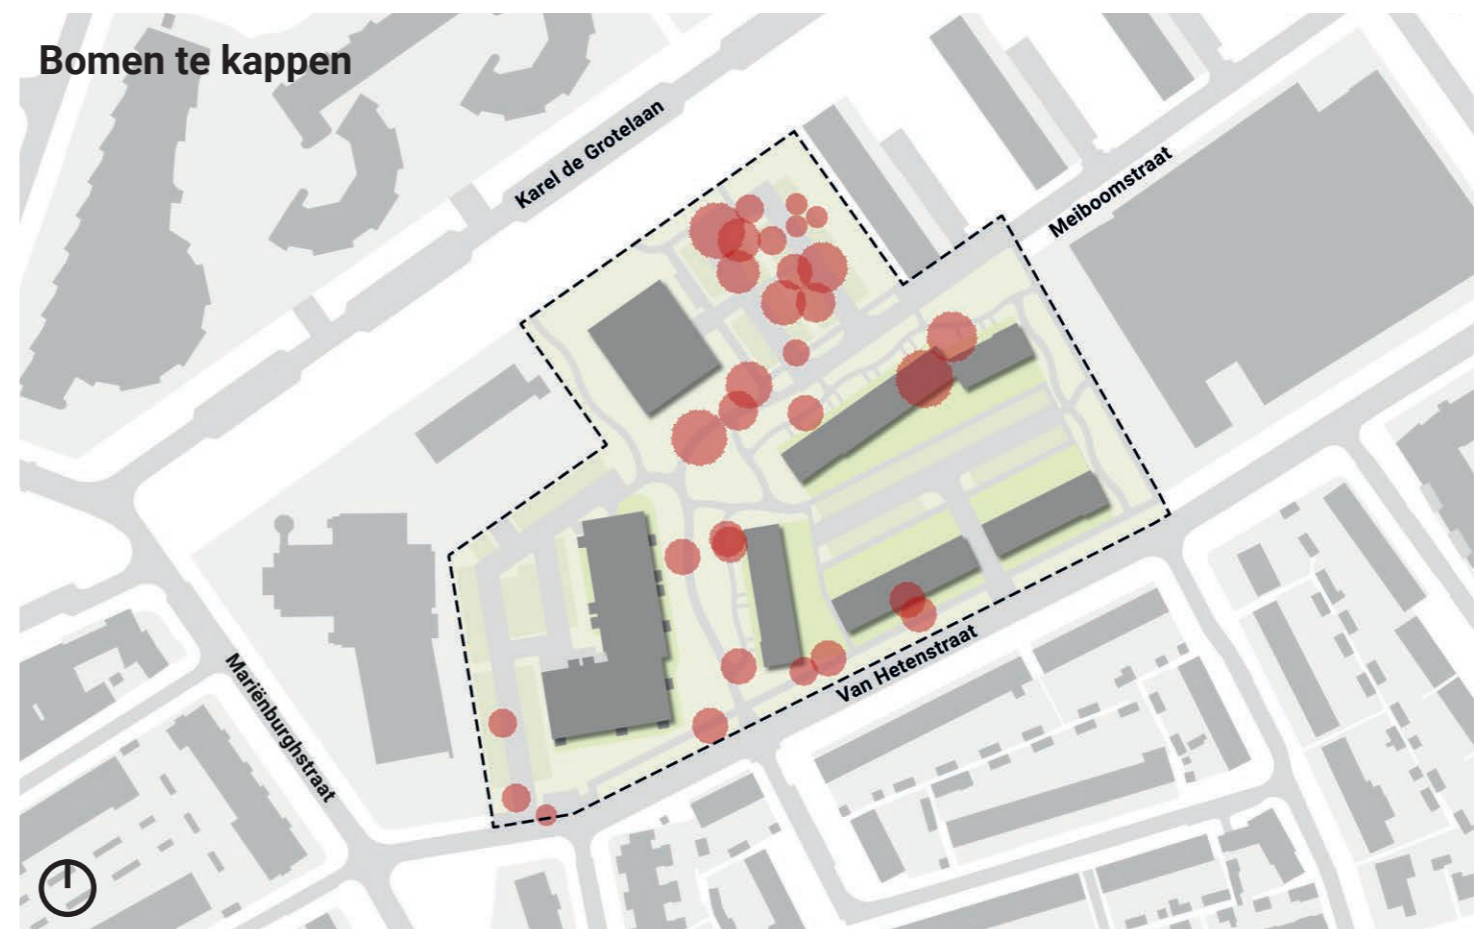 Bomen te kappen
Karel de Grotelaan
Meiboomstraat
Van Hetenstraat
Mariënburghstraat